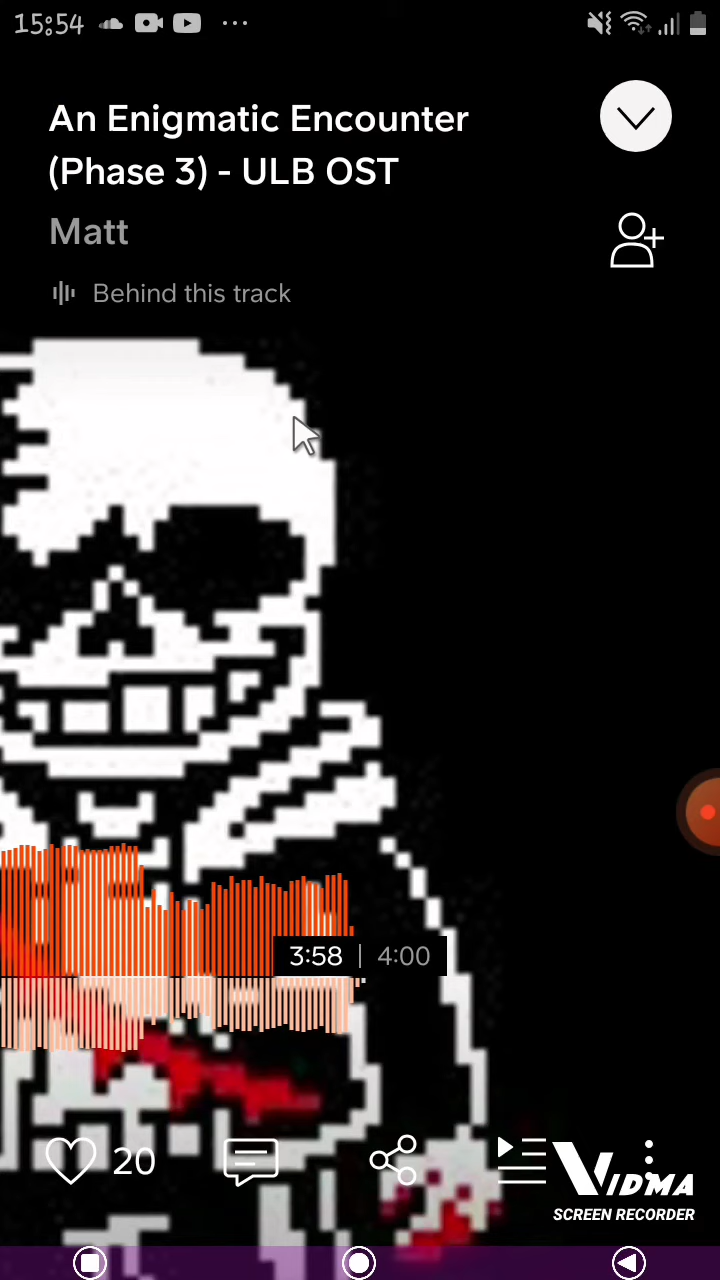 15:54
An Enigmatic Encounter
(Phase 3) - ULB OST
Matt
Behind this track
3:58 | 4:00
20
VIDMA
SCREEN RECORDER